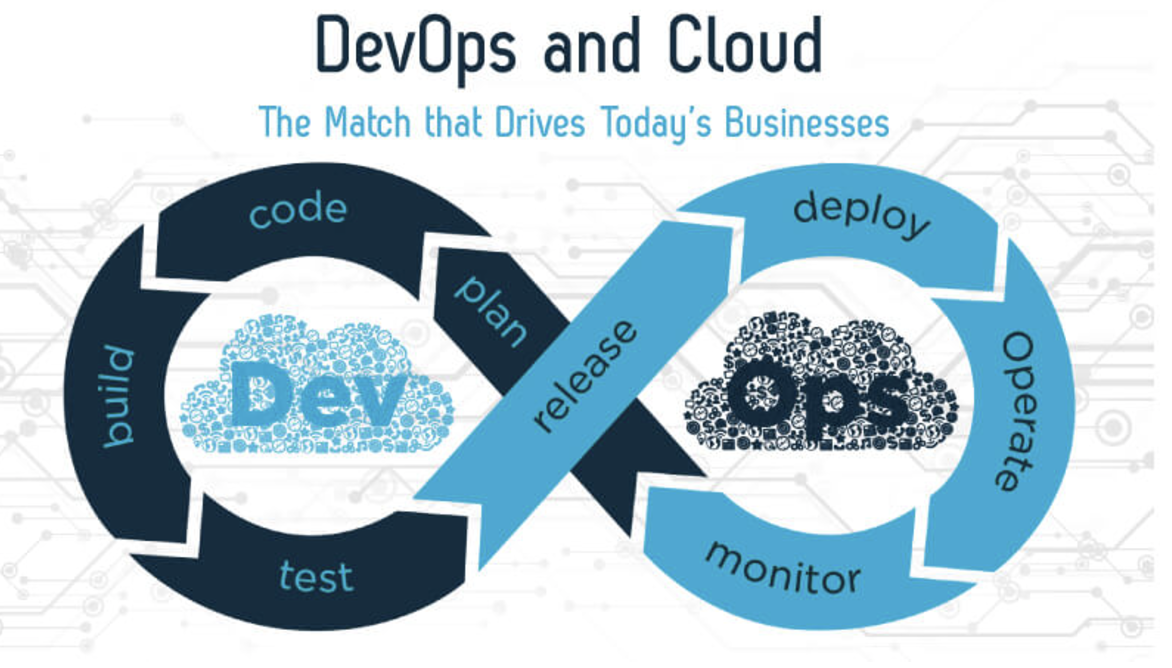 DevOps and Cloud
The Match that Drives Today's Businesses
code
plan
build
Dev
test
release
deploy
Ops
Operate
monitor